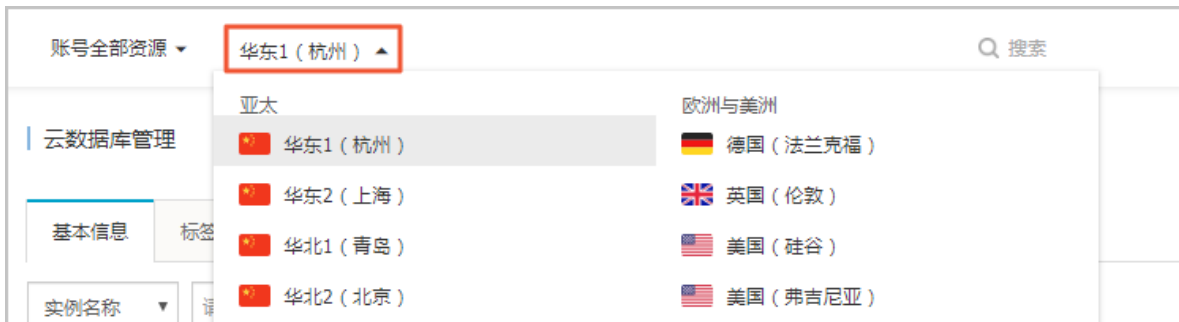 账号全部资源
华东1（杭州）
搜索
亚太
欧洲与美洲
云数据库管理
华东1（杭州）
德国（法兰克福）
华东2（上海）
英国（伦敦）
基本信息
标签
华北1（青岛）
美国（硅谷）
实例名称
华北2（北京）
美国（弗吉尼亚）